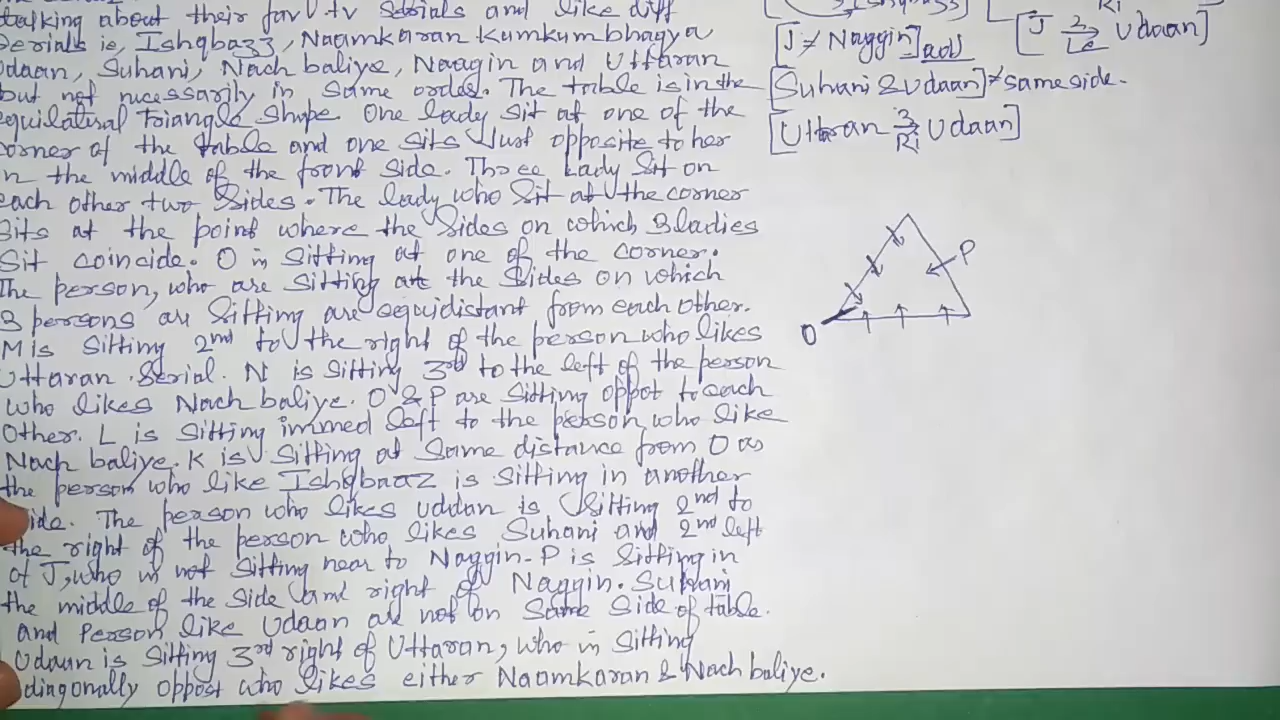 talking about their fav tv serials and like diff
serials ie, Ishqbazz, Naamkaran Kumkumbhagya
Udaan, Suhani, Nach baliye, Naagin and Uttaran
but not necessarily in same order. The table is in the
equilateral Triangle shape One lady sit at one of the
corner of the table and one sits Just opposite to her
in the middle of the front side. Three Lady sit on
each other two sides. The lady who sit at the corner
sits at the point where the sides on which 3 ladies
sit coincide. O is sitting at one of the corner.
The person, who are sitting at the sides on which
3 persons are sitting are equidistant from each other.
M is sitting 2nd to the right of the person who likes
Uttaran Serial. N is sitting 3rd to the left of the person
who likes Nach baliye. O & P are sitting oppot to each
Other. L is sitting immed left to the person who like
Nach baliye. K is sitting at same distance from O as
the person who like Ishqbaaz is sitting in another
side. The person who likes uddan is sitting 2nd to
the right of the person who likes Suhani and 2nd left
of J, who is not sitting near to Naggin. P is sitting in
the middle of the side and right of Naggin. Suhani
and Person like Udaan are not on Same side of table.
Udaan is sitting 3rd right of Uttaran, who is sitting
diagonally oppost who likes either Naamkaran & Nach baliye.
[J ≠ Naggin] adj
[J 2/Le Udaan]
[Suhani & Udaan] ≠ same side.
[Uttaran 3/Ri Udaan]
P
O